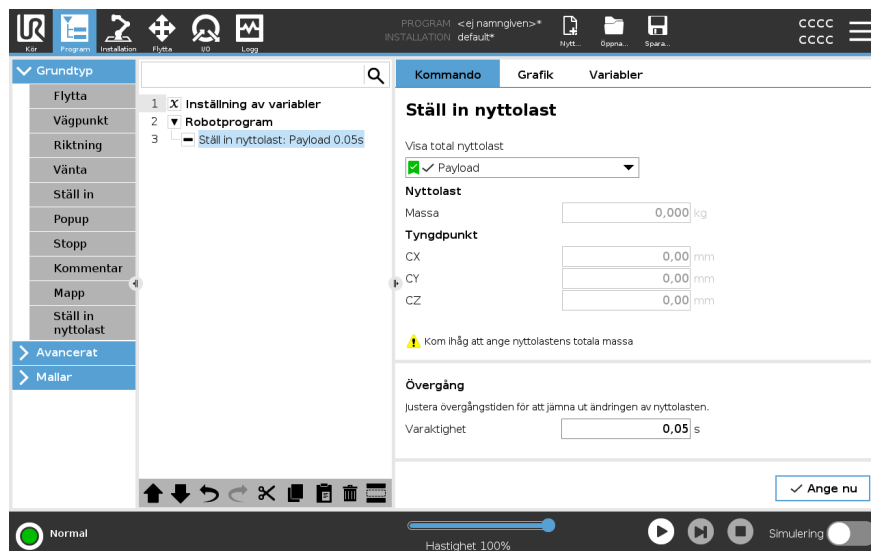 UR
PROGRAM <ej namngiven>*
INSTALLATION default*
CCCC
CCCC
Kör
Program
Installation
Flytta
I/O
Logg
Nytt...
Öppna...
Spara...
Grundtyp
Flytta
Vägpunkt
Riktning
Vänta
Ställ in
Popup
Stopp
Kommentar
Mapp
Ställ in
nyttolast
Avancerat
Mallar
1 X Inställning av variabler
2 Robotprogram
3 Ställ in nyttolast: Payload 0.05s
Kommando
Grafik
Variabler
Ställ in nyttolast
Visa total nyttolast
Payload
Nyttolast
Massa 0,000 kg
Tyngdpunkt
CX 0,00 mm
CY 0,00 mm
CZ 0,00 mm
Kom ihåg att ange nyttolastens totala massa
Övergång
Justera övergångstiden för att jämna ut ändringen av nyttolasten.
Varaktighet 0,05 s
Ange nu
Normal
Hastighet 100%
Simulering